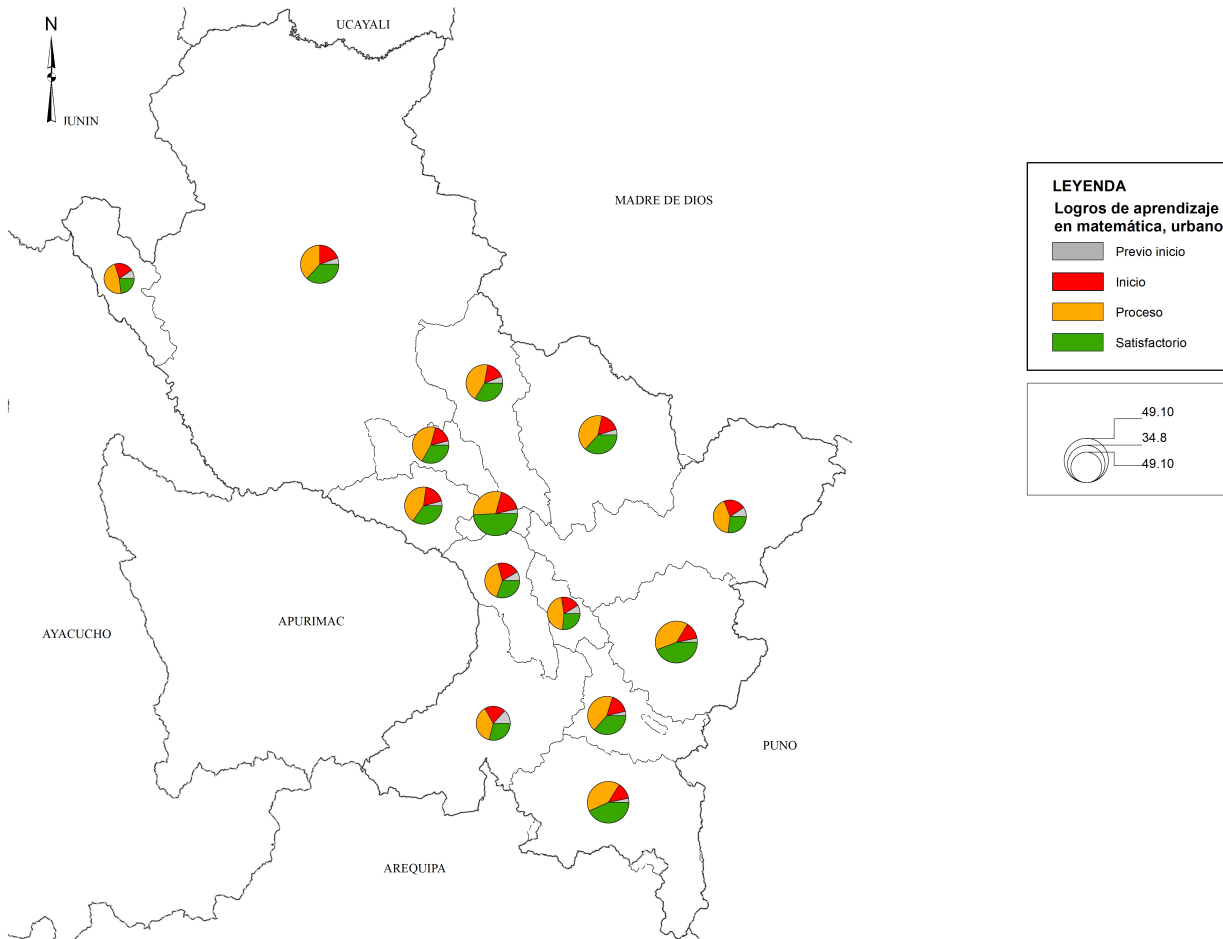 N
UCAYALI
JUNIN
MADRE DE DIOS
APURIMAC
AYACUCHO
PUNO
AREQUIPA
LEYENDA
Logros de aprendizaje
en matemática, urbano
Previo inicio
Inicio
Proceso
Satisfactorio
49.10
34.8
49.10